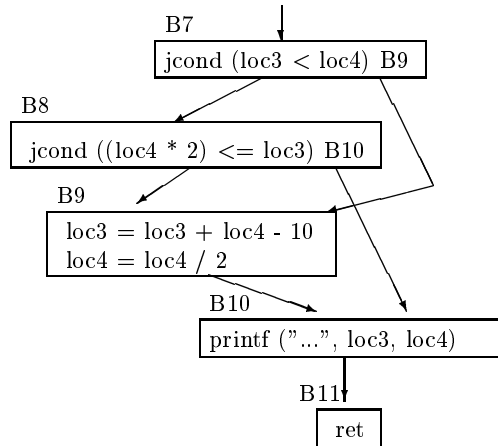 B7
jcond (loc3 < loc4) B9
B8
jcond ((loc4 * 2) <= loc3) B10
B9
loc3 = loc3 + loc4 - 10
loc4 = loc4 / 2
B10
printf ("...", loc3, loc4)
B11
ret